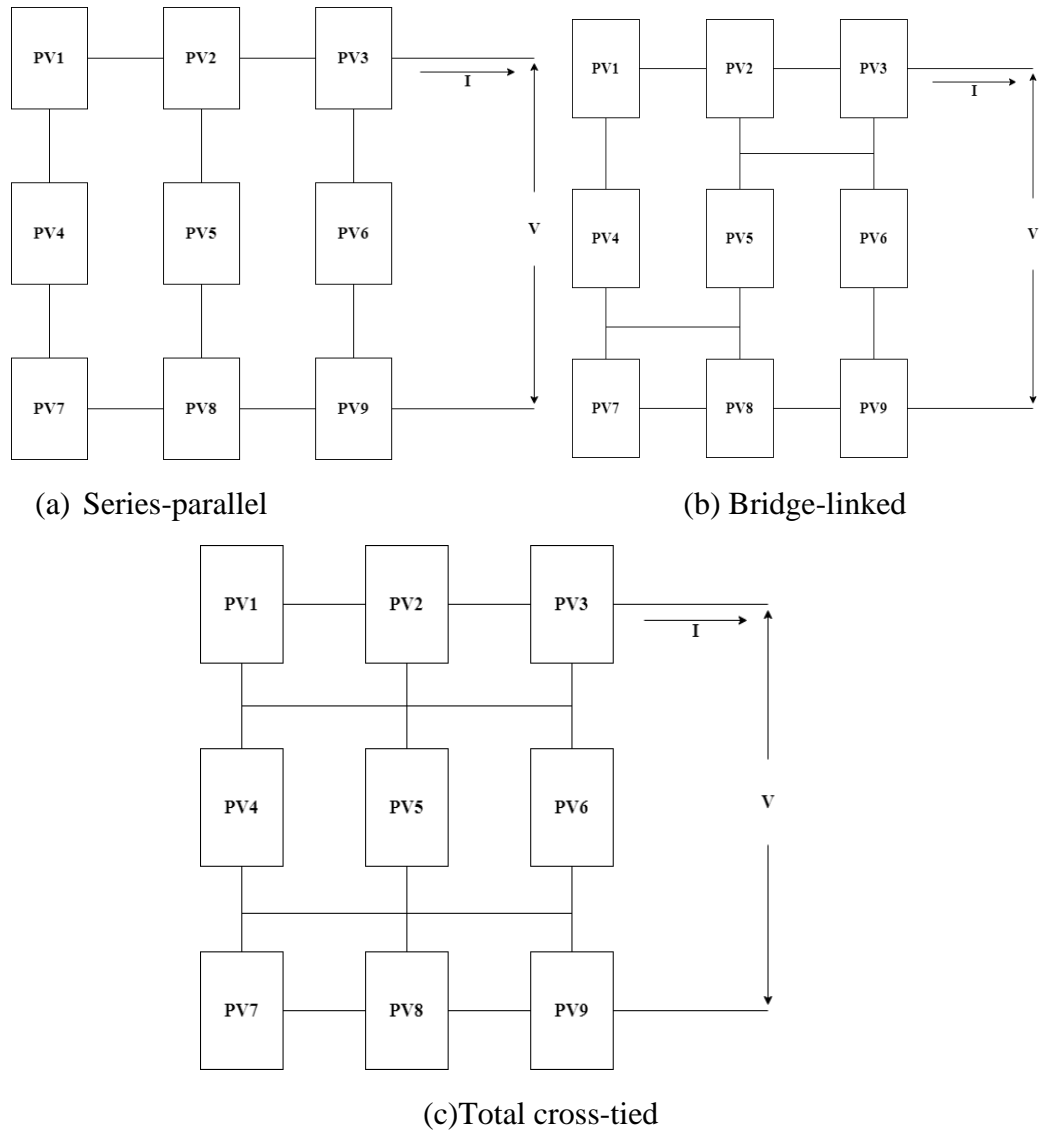 PV1 PV2 PV3
I
PV4 PV5 PV6
V
PV7 PV8 PV9
(a) Series-parallel
PV1 PV2 PV3
I
PV4 PV5 PV6
V
PV7 PV8 PV9
(b) Bridge-linked
PV1 PV2 PV3
I
PV4 PV5 PV6
V
PV7 PV8 PV9
(c)Total cross-tied